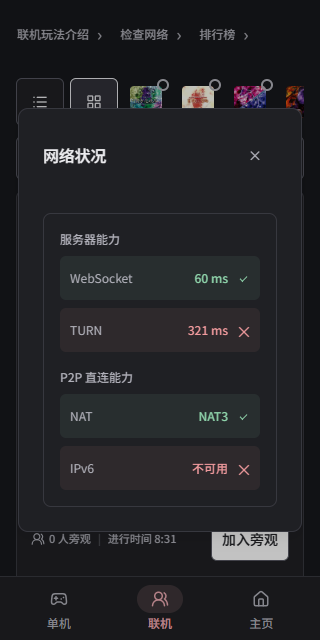 联机玩法介绍 检查网络 排行榜
网络状况
服务器能力
WebSocket 60 ms
TURN 321 ms
P2P 直连能力
NAT NAT3
IPv6 不可用
0 人旁观 进行时间 8:31 加入旁观
单机 联机 主页